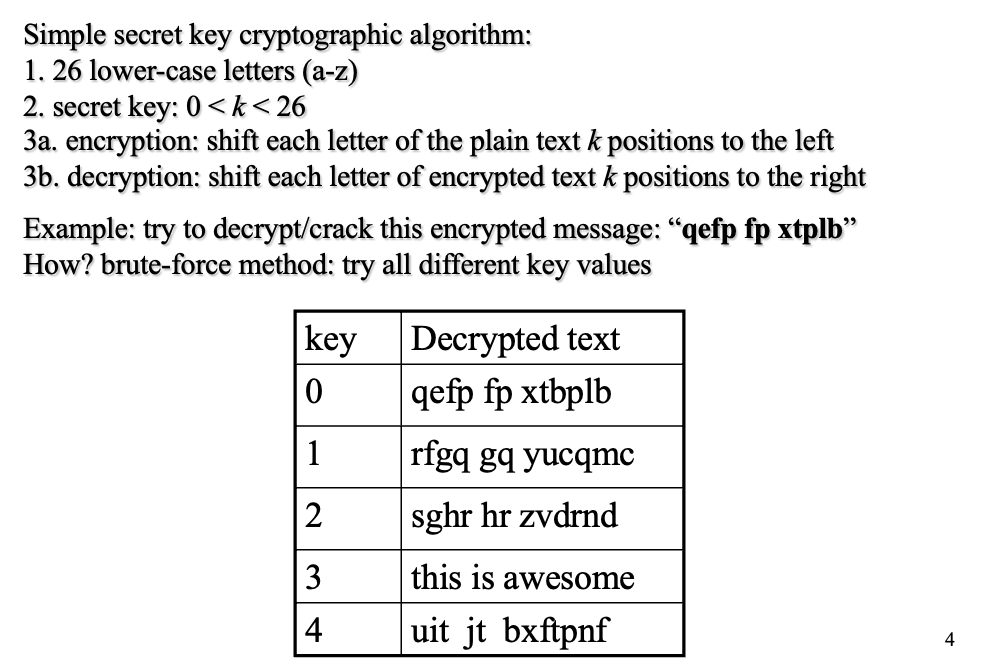 Simple secret key cryptographic algorithm:
1. 26 lower-case letters (a-z)
2. secret key: 0 < k < 26
3a. encryption: shift each letter of the plain text k positions to the left
3b. decryption: shift each letter of encrypted text k positions to the right
Example: try to decrypt/crack this encrypted message: “qefp fp xtplb”
How? brute-force method: try all different key values
key Decrypted text
0 qefp fp xtbplb
1 rfgq gq yucqmc
2 sghr hr zvdrnd
3 this is awesome
4 uit jt bxftpnf
4